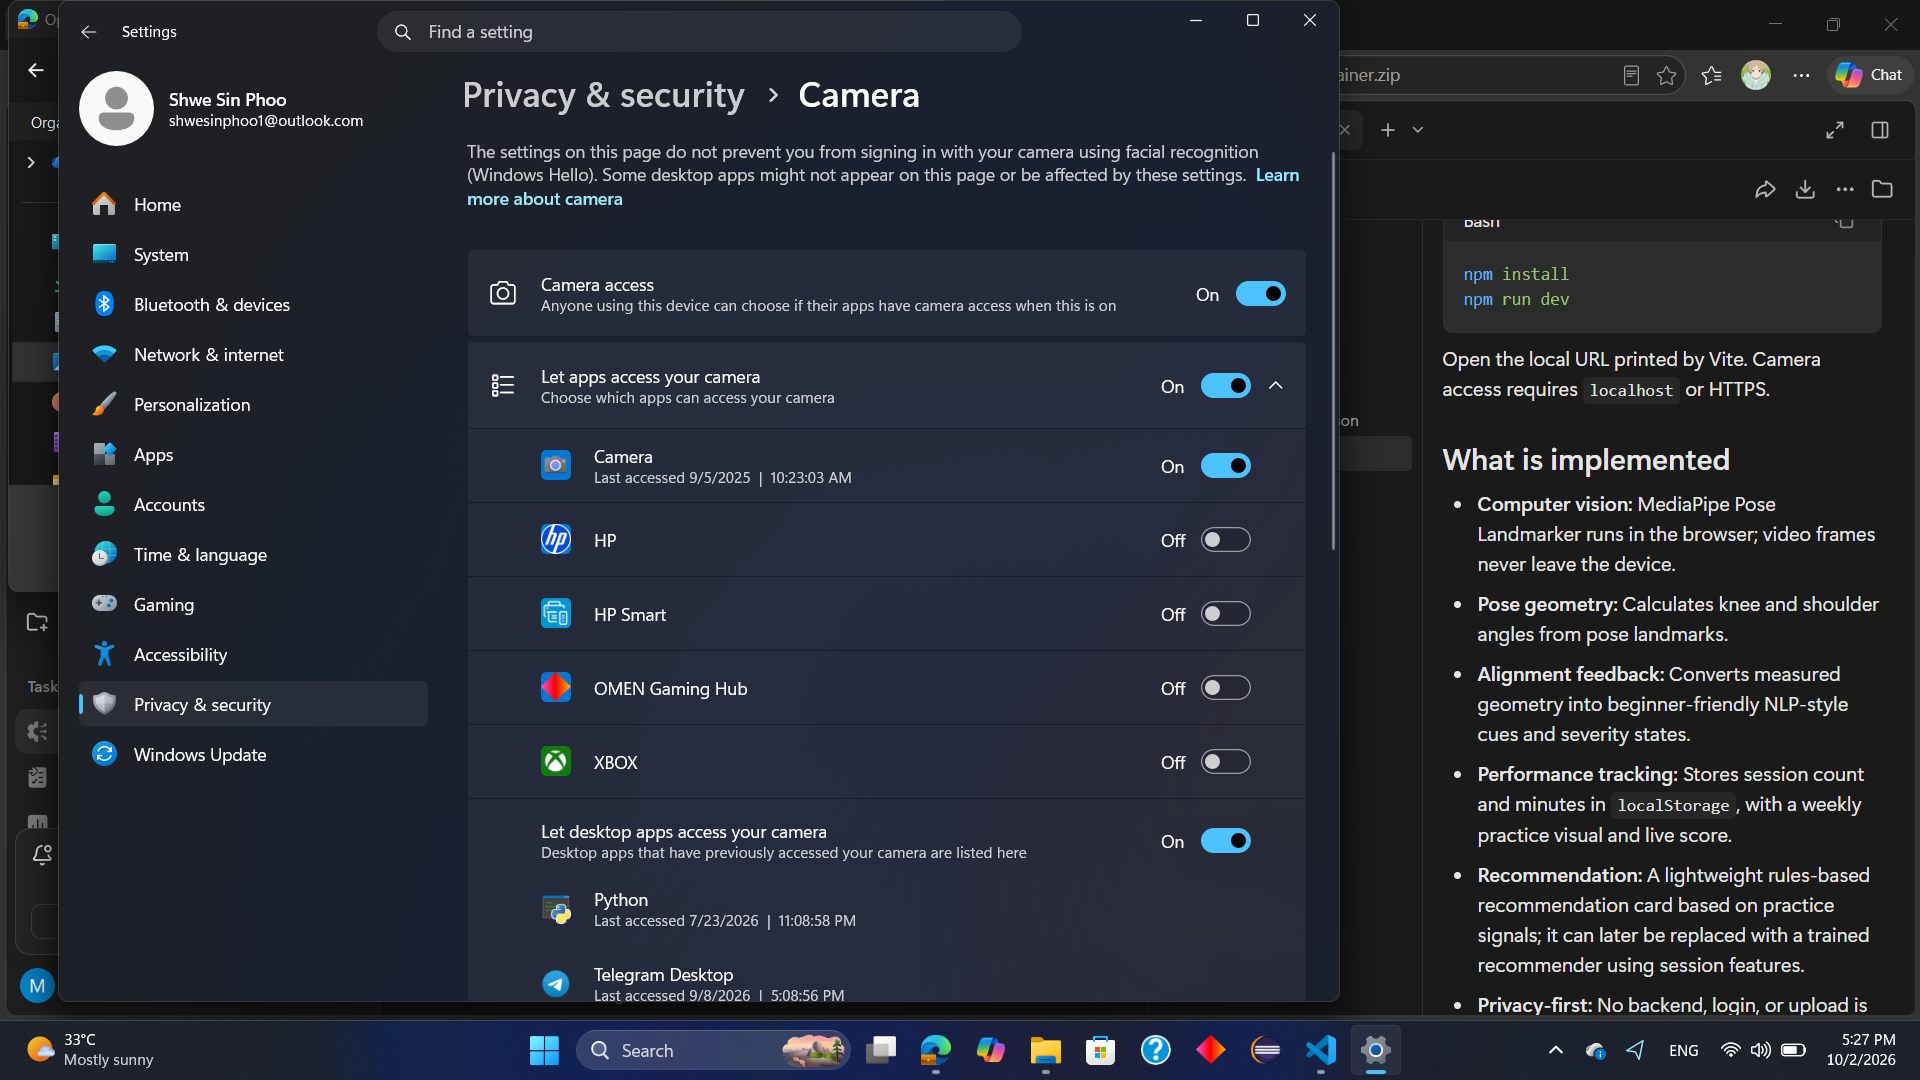 Settings
Find a setting
Shwe Sin Phoo
shwesinphoo1@outlook.com
Home
System
Bluetooth & devices
Network & internet
Personalization
Apps
Accounts
Time & language
Gaming
Accessibility
Privacy & security
Windows Update
Privacy & security › Camera
The settings on this page do not prevent you from signing in with your camera using facial recognition
(Windows Hello). Some desktop apps might not appear on this page or be affected by these settings. Learn
more about camera
Camera access
Anyone using this device can choose if their apps have camera access when this is on
On
Let apps access your camera
Choose which apps can access your camera
On
Camera
Last accessed 9/5/2025 | 10:23:03 AM
On
HP
Off
HP Smart
Off
OMEN Gaming Hub
Off
XBOX
Off
Let desktop apps access your camera
Desktop apps that have previously accessed your camera are listed here
On
Python
Last accessed 7/23/2026 | 11:08:58 PM
Telegram Desktop
Last accessed 9/8/2026 | 5:08:56 PM
Orga
Task
M
ainer.zip
Chat
on
Bash
npm install
npm run dev
Open the local URL printed by Vite. Camera
access requires localhost or HTTPS.
What is implemented
• Computer vision: MediaPipe Pose
Landmarker runs in the browser; video frames
never leave the device.
• Pose geometry: Calculates knee and shoulder
angles from pose landmarks.
• Alignment feedback: Converts measured
geometry into beginner-friendly NLP-style
cues and severity states.
• Performance tracking: Stores session count
and minutes in localStorage, with a weekly
practice visual and live score.
• Recommendation: A lightweight rules-based
recommendation card based on practice
signals; it can later be replaced with a trained
recommender using session features.
• Privacy-first: No backend, login, or upload is
33°C
Mostly sunny
Search
ENG
5:27 PM
10/2/2026